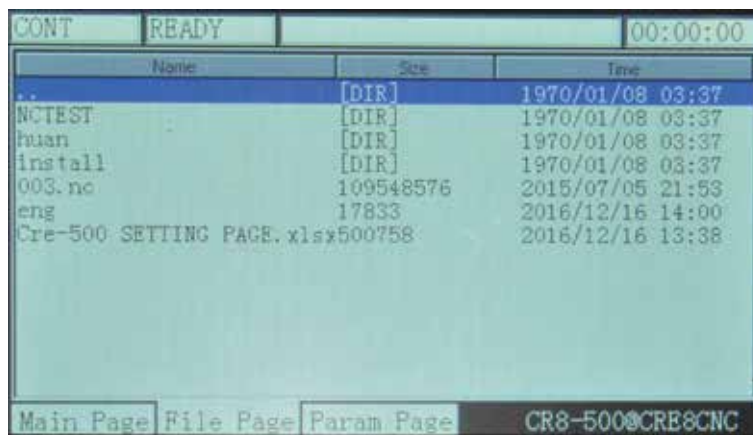 CONT READY 00:00:00
Name Size Time
.. [DIR] 1970/01/08 03:37
NCTEST [DIR] 1970/01/08 03:37
huan [DIR] 1970/01/08 03:37
install [DIR] 1970/01/08 03:37
003.nc 109548576 2015/07/05 21:53
eng 17833 2016/12/16 14:00
Cre-500 SETTING PAGE.xlsx500758 2016/12/16 13:38
Main Page File Page Param Page CR8-500@CRE8CNC